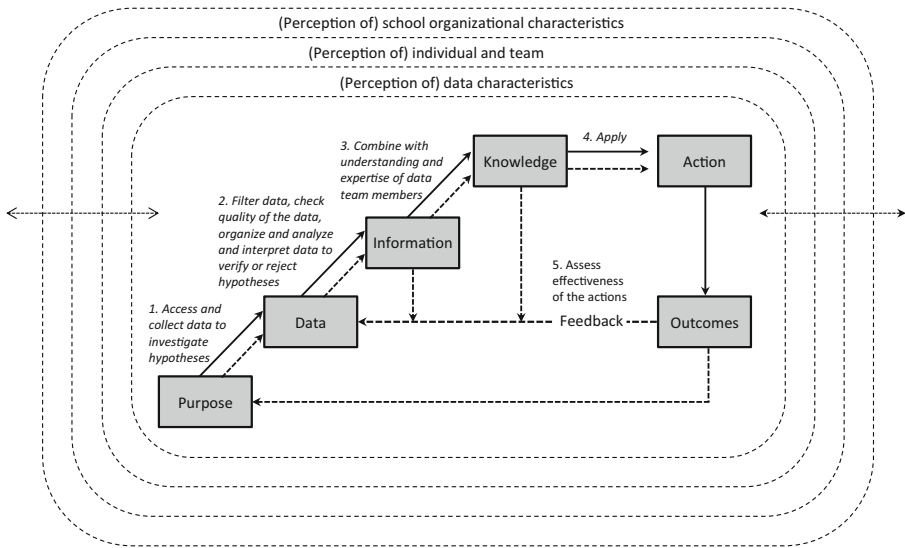 (Perception of) school organizational characteristics
(Perception of) individual and team
(Perception of) data characteristics
3. Combine with
understanding and
expertise of data
team members
Knowledge
4. Apply
Action
2. Filter data, check
quality of the data,
organize and analyze
and interpret data to
verify or reject
hypotheses
Information
1. Access and
collect data to
investigate
hypotheses
Data
5. Assess
effectiveness
of the actions
Feedback
Outcomes
Purpose